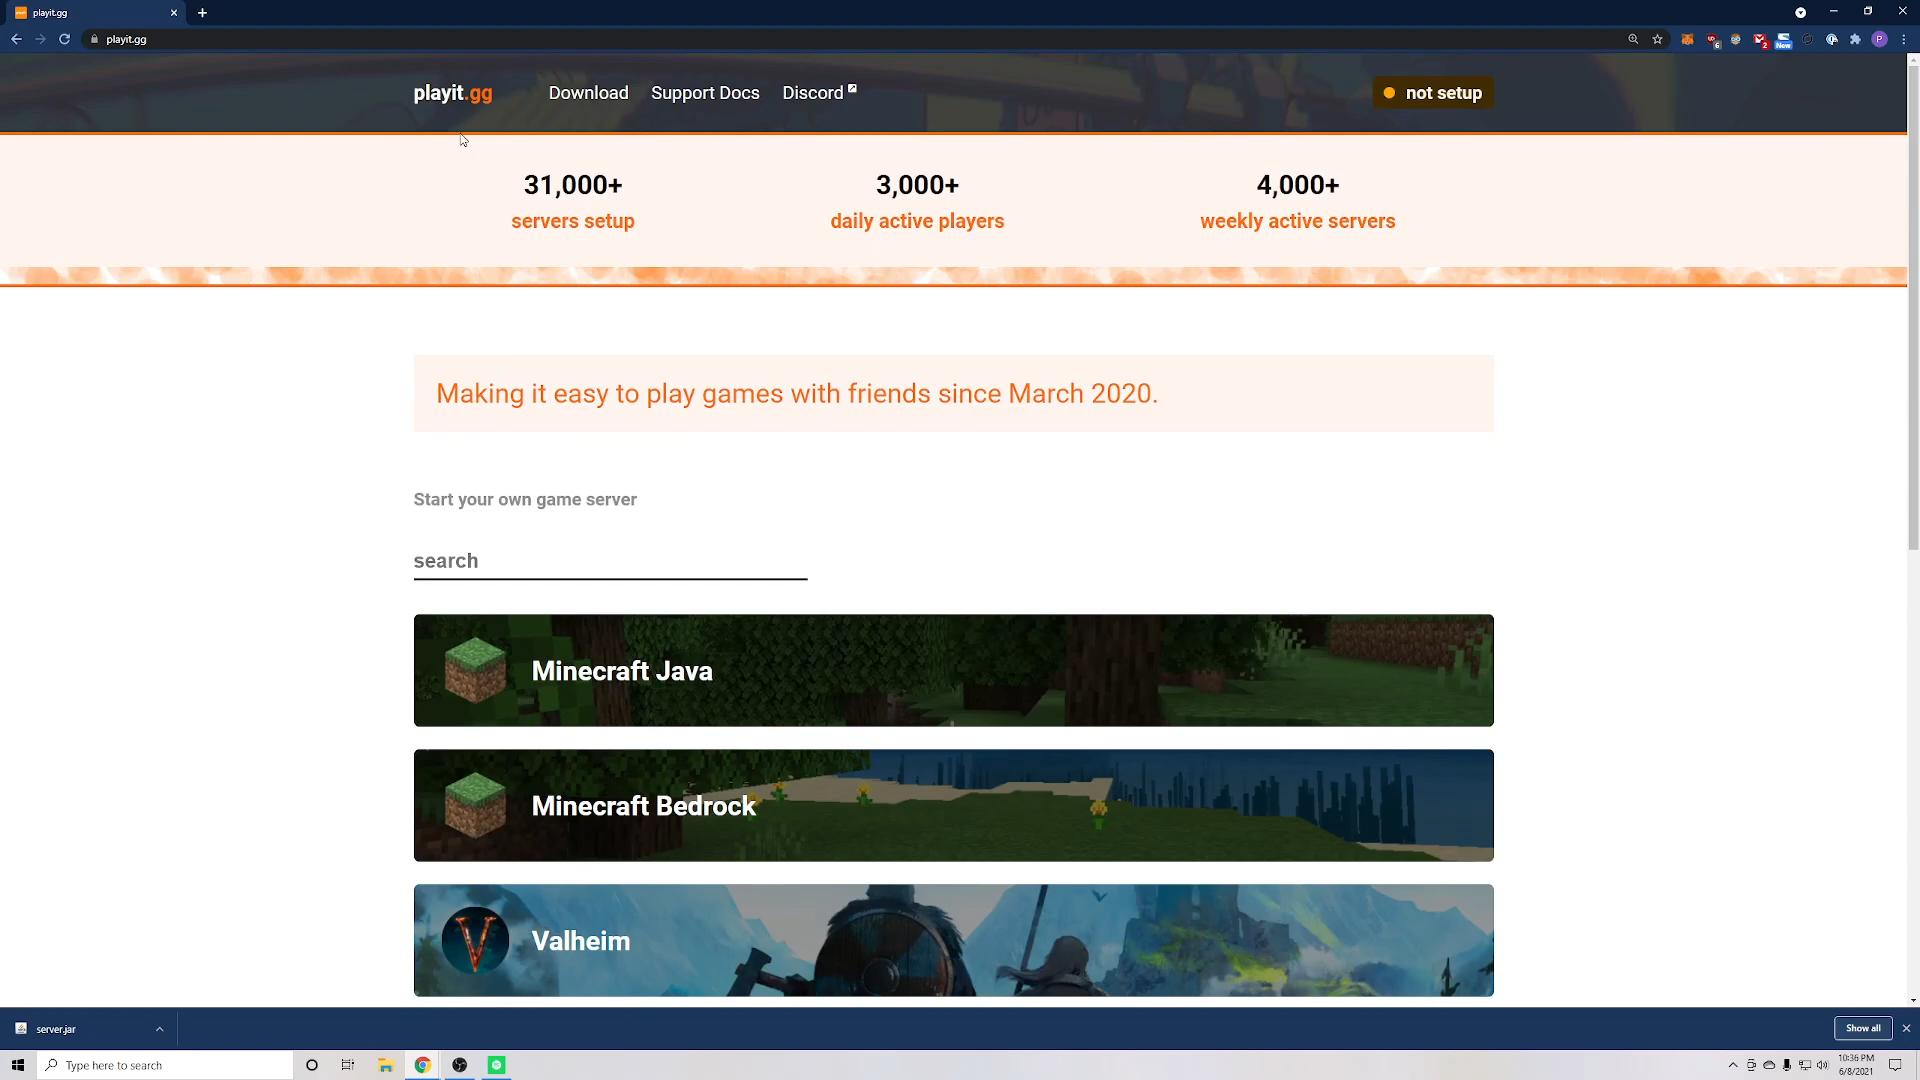 playit.gg
playit.gg
6
2
New
P
playit.gg
Download
Support Docs
Discord
not setup
31,000+
servers setup
3,000+
daily active players
4,000+
weekly active servers
Making it easy to play games with friends since March 2020.
Start your own game server
search
Minecraft Java
Minecraft Bedrock
V
Valheim
server.jar
Show all
Type here to search
10:36 PM
6/8/2021